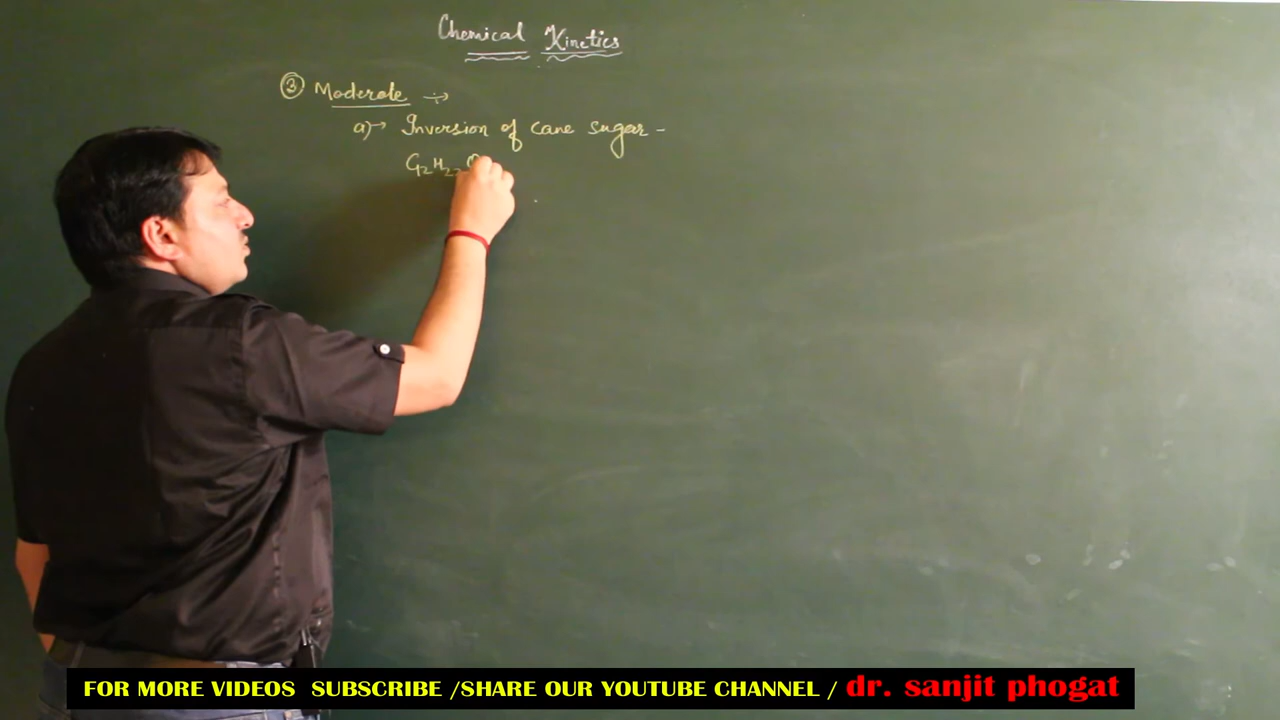 Chemical Kinetics
③ Moderate ÷→
a)→ Inversion of cane sugar -
C₁₂H₂₂O
FOR MORE VIDEOS SUBSCRIBE /SHARE OUR YOUTUBE CHANNEL / dr. sanjit phogat